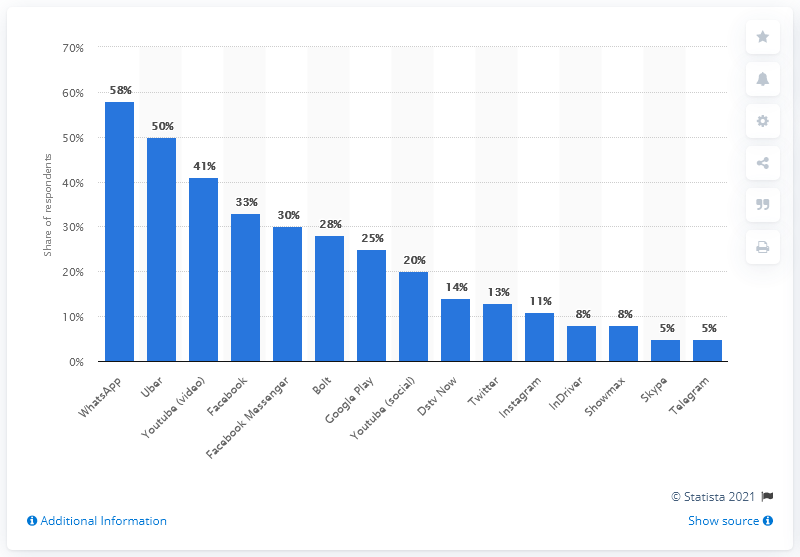 70%
60%
50%
40%
30%
20%
10%
0%
Share of respondents
58%
50%
41%
33%
30%
28%
25%
20%
14%
13%
11%
8%
8%
5%
5%
WhatsApp
Uber
Youtube (video)
Facebook
Facebook Messenger
Bolt
Google Play
Youtube (social)
Dstv Now
Twitter
Instagram
InDriver
Showmax
Skype
Telegram
© Statista 2021
Additional Information
Show source